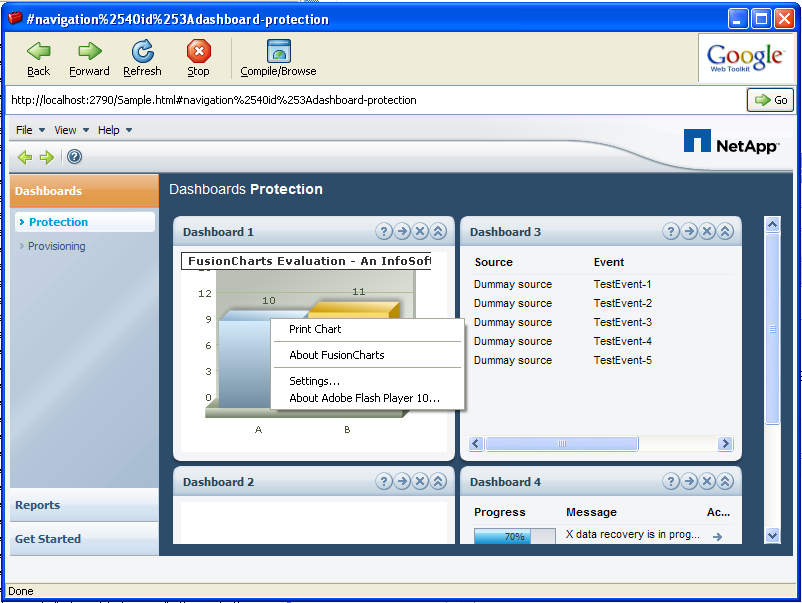 #navigation%2540id%253Adashboard-protection
Back Forward Refresh Stop Compile/Browse
Google
Web Toolkit
http://localhost:2790/Sample.html#navigation%2540id%253Adashboard-protection Go
File View Help
NetApp
Dashboards
Protection
Provisioning
Reports
Get Started
Dashboards Protection
Dashboard 1
FusionCharts Evaluation - An InfoSoft
12
9
6
3
0
10
11
A B
Print Chart
About FusionCharts
Settings...
About Adobe Flash Player 10...
Dashboard 3
Source Event
Dummay source TestEvent-1
Dummay source TestEvent-2
Dummay source TestEvent-3
Dummay source TestEvent-4
Dummay source TestEvent-5
Dashboard 2
Dashboard 4
Progress Message Ac...
70% X data recovery is in prog...
Done